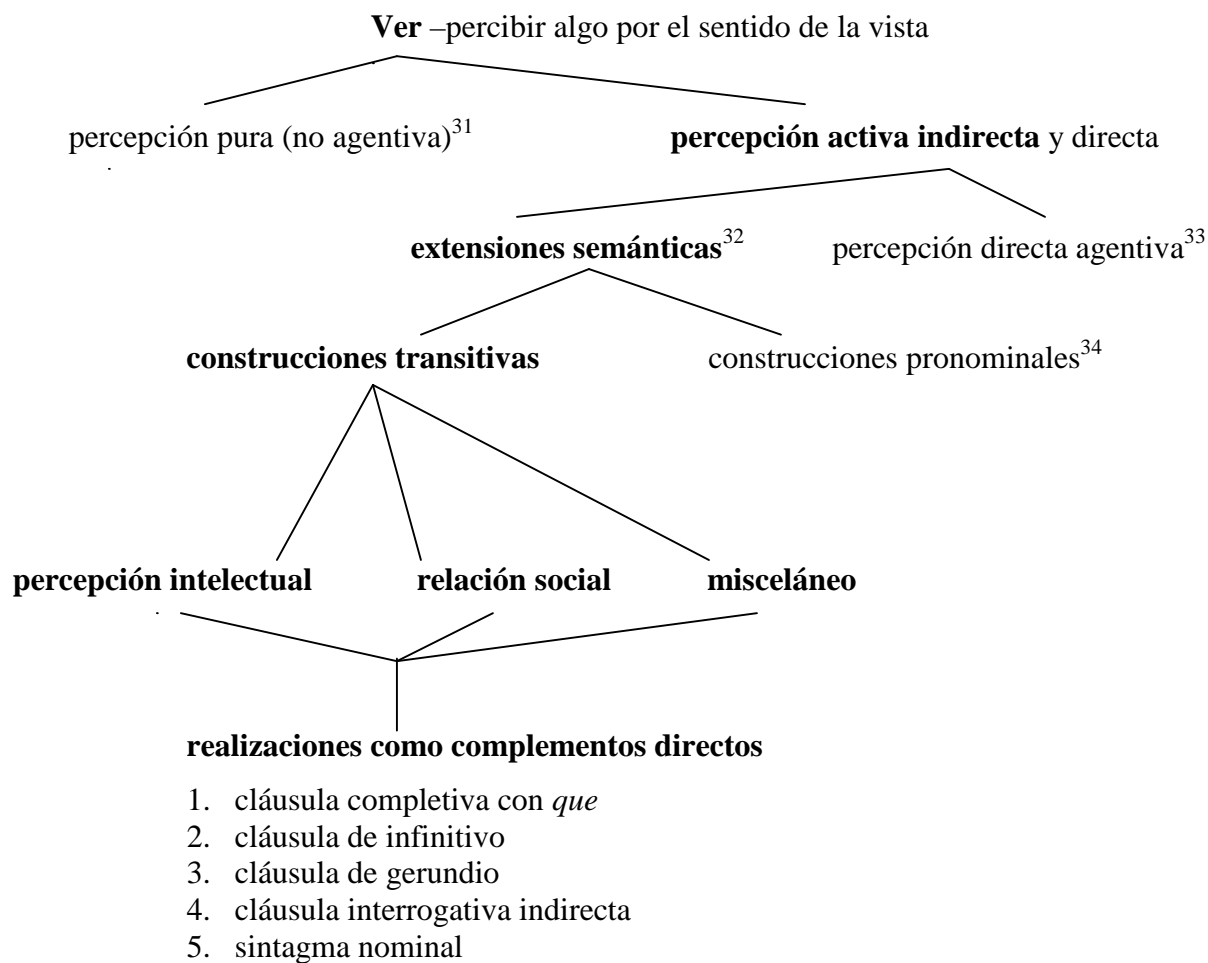 Ver –percibir algo por el sentido de la vista
percepción pura (no agentiva)31
percepción activa indirecta y directa
extensiones semánticas32
percepción directa agentiva33
construcciones transitivas
construcciones pronominales34
percepción intelectual
relación social
misceláneo
realizaciones como complementos directos
1. cláusula completiva con que
2. cláusula de infinitivo
3. cláusula de gerundio
4. cláusula interrogativa indirecta
5. sintagma nominal